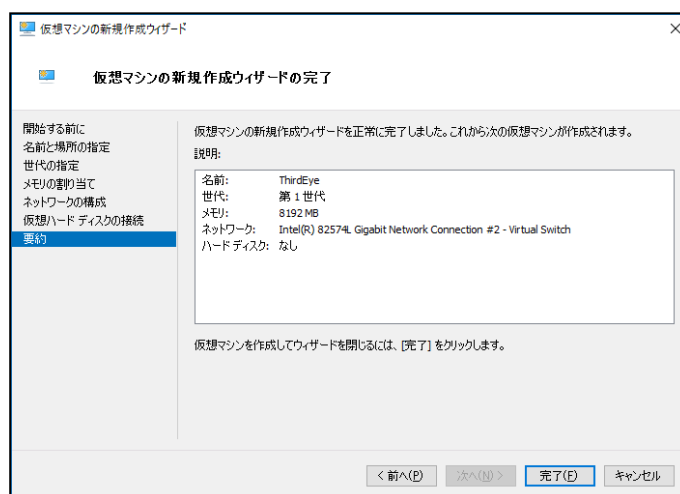 仮想マシンの新規作成ウィザード
仮想マシンの新規作成ウィザードの完了
開始する前に
名前と場所の指定
世代の指定
メモリの割り当て
ネットワークの構成
仮想ハード ディスクの接続
要約
仮想マシンの新規作成ウィザードを正常に完了しました。これから次の仮想マシンが作成されます。
説明:
名前: ThirdEye
世代: 第 1 世代
メモリ: 8192 MB
ネットワーク: Intel(R) 82574L Gigabit Network Connection #2 - Virtual Switch
ハード ディスク: なし
仮想マシンを作成してウィザードを閉じるには、[完了] をクリックします。
< 前へ(P) 次へ(N) > 完了(F) キャンセル